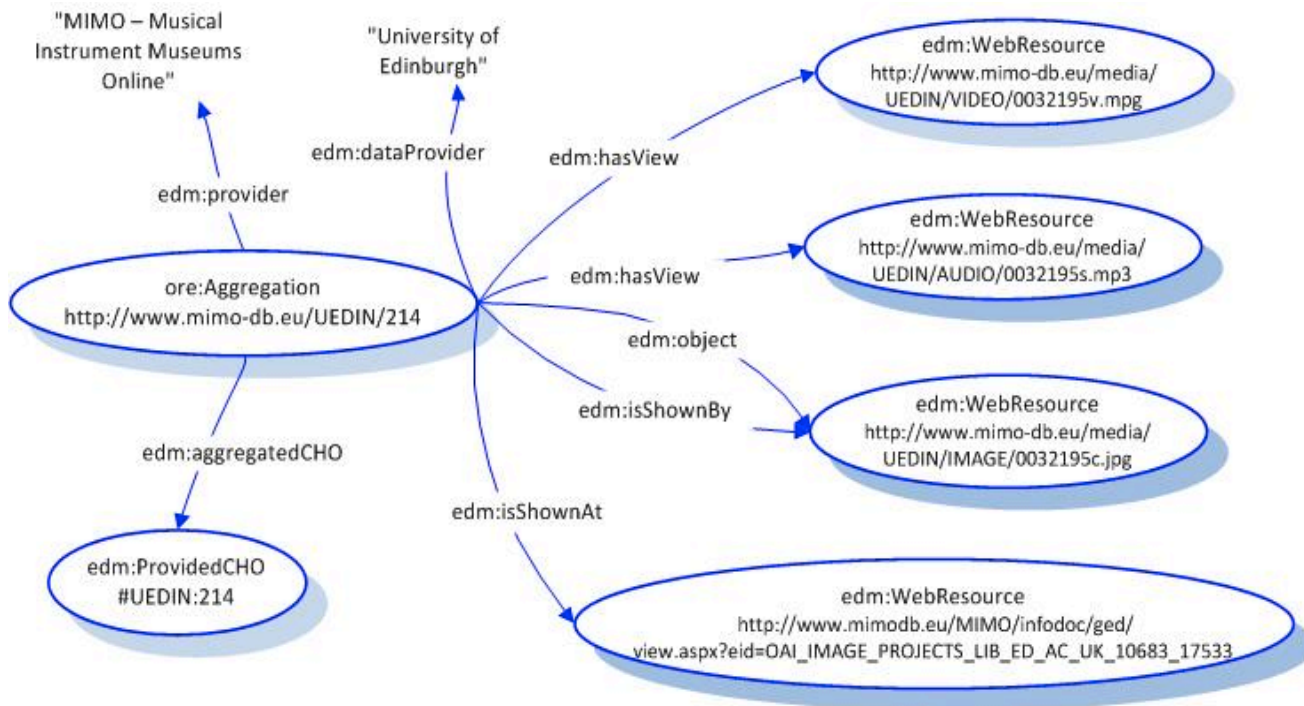 "MIMO – Musical
Instrument Museums
Online"
"University of
Edinburgh"
edm:WebResource
http://www.mimo-db.eu/media/
UEDIN/VIDEO/0032195v.mpg
edm:dataProvider
edm:hasView
edm:provider
edm:WebResource
http://www.mimo-db.eu/media/
UEDIN/AUDIO/0032195s.mp3
edm:hasView
ore:Aggregation
http://www.mimo-db.eu/UEDIN/214
edm:object
edm:isShownBy
edm:WebResource
http://www.mimo-db.eu/media/
UEDIN/IMAGE/0032195c.jpg
edm:aggregatedCHO
edm:isShownAt
edm:ProvidedCHO
#UEDIN:214
edm:WebResource
http://www.mimodb.eu/MIMO/infodoc/ged/
view.aspx?eid=OAI_IMAGE_PROJECTS_LIB_ED_AC_UK_10683_17533